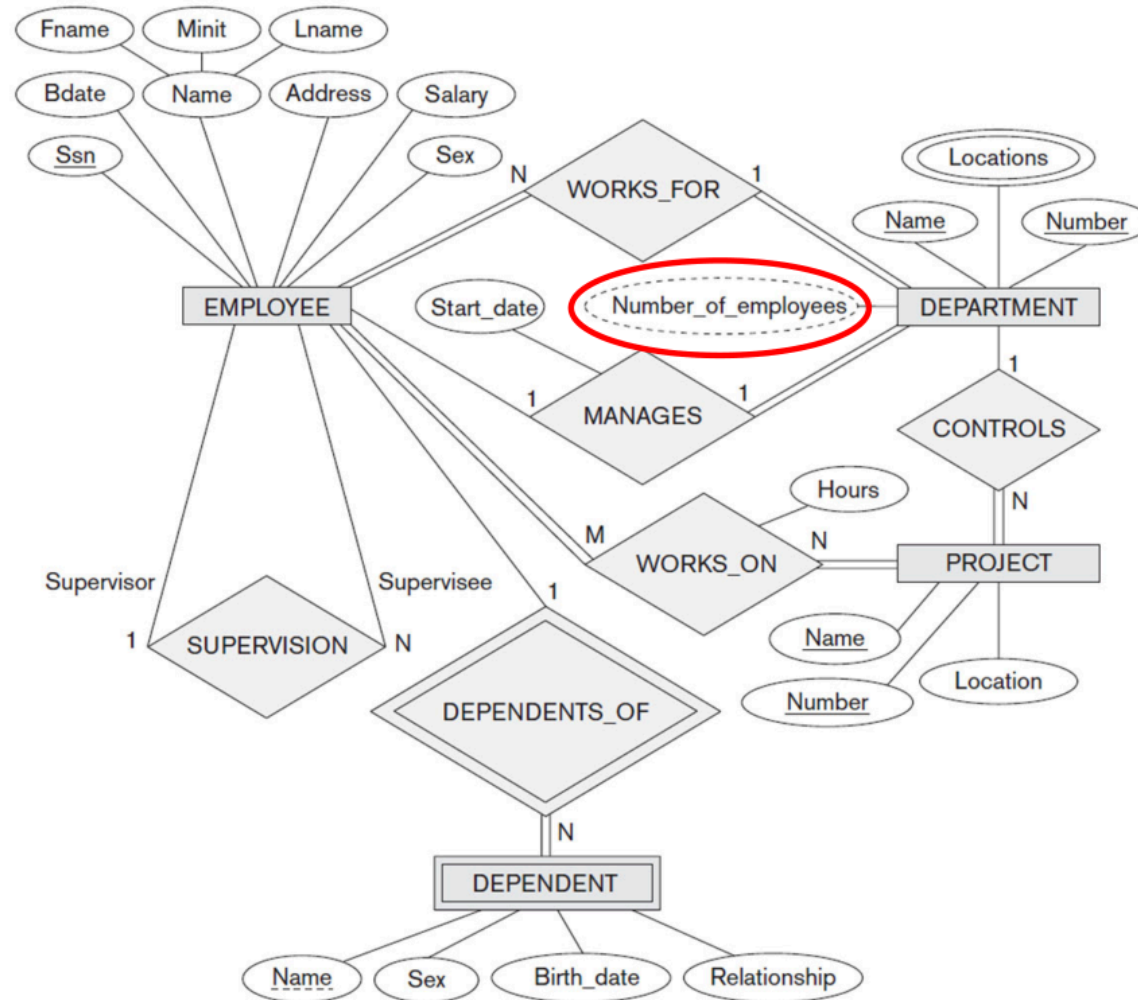 Fname Minit Lname
Bdate Name Address Salary
Ssn Sex
N WORKS_FOR 1
Locations
Name Number
EMPLOYEE Start_date Number_of_employees DEPARTMENT
1 MANAGES 1
1
CONTROLS
N
Hours
M WORKS_ON N PROJECT
Supervisor Supervisee
1 SUPERVISION N
1
Name
Number Location
DEPENDENTS_OF
N
DEPENDENT
Name Sex Birth_date Relationship